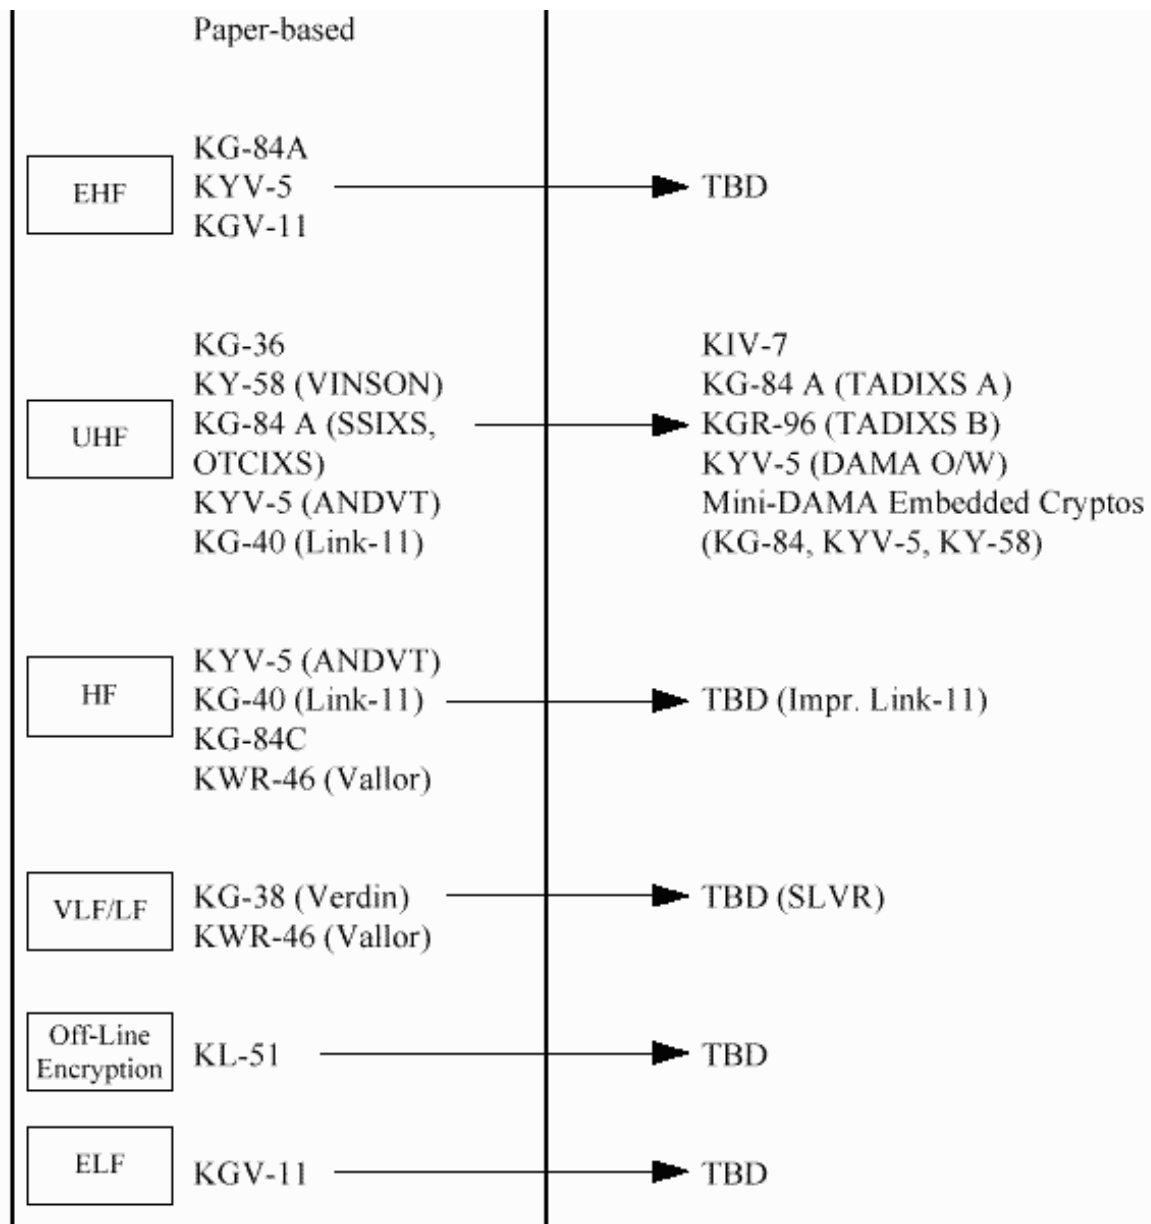 Paper-based
EHF
KG-84A
KYV-5
KGV-11
TBD
UHF
KG-36
KY-58 (VINSON)
KG-84 A (SSIXS,
OTCIXS)
KYV-5 (ANDVT)
KG-40 (Link-11)
KIV-7
KG-84 A (TADIXS A)
KGR-96 (TADIXS B)
KYV-5 (DAMA O/W)
Mini-DAMA Embedded Cryptos
(KG-84, KYV-5, KY-58)
HF
KYV-5 (ANDVT)
KG-40 (Link-11)
KG-84C
KWR-46 (Vallor)
TBD (Impr. Link-11)
VLF/LF
KG-38 (Verdin)
KWR-46 (Vallor)
TBD (SLVR)
Off-Line
Encryption
KL-51
TBD
ELF
KGV-11
TBD